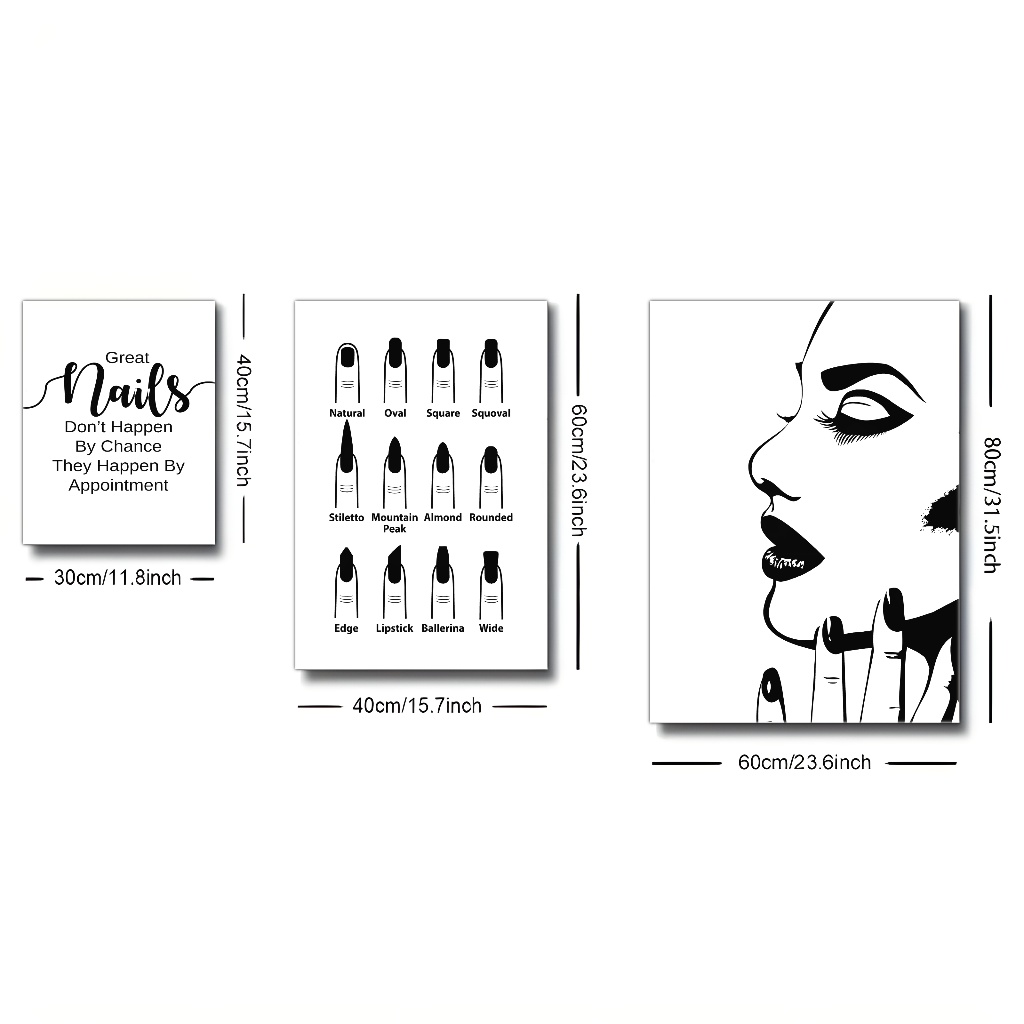 Great
Nails
Don't Happen
By Chance
They Happen By
Appointment
40cm/15.7inch
30cm/11.8inch
Natural Oval Square Squoval
Stiletto Mountain Peak Almond Rounded
Edge Lipstick Ballerina Wide
60cm/23.6inch
40cm/15.7inch
80cm/31.5inch
60cm/23.6inch